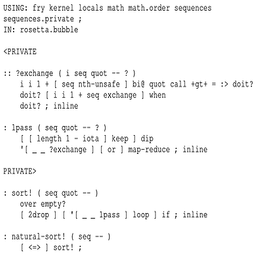 USING: fry kernel locals math math.order sequences
sequences.private ;
IN: rosetta.bubble
<PRIVATE
:: ?exchange ( i seq quot -- ? )
i i 1 + [ seq nth-unsafe ] bi@ quot call +gt+ = :> doit?
doit? [ i i 1 + seq exchange ] when
doit? ; inline
: 1pass ( seq quot -- ? )
[ [ length 1 - iota ] keep ] dip
'[ _ _ ?exchange ] [ or ] map-reduce ; inline
PRIVATE>
: sort! ( seq quot -- )
over empty?
[ 2drop ] [ '[ _ _ 1pass ] loop ] if ; inline
: natural-sort! ( seq -- )
[ <=> ] sort! ;